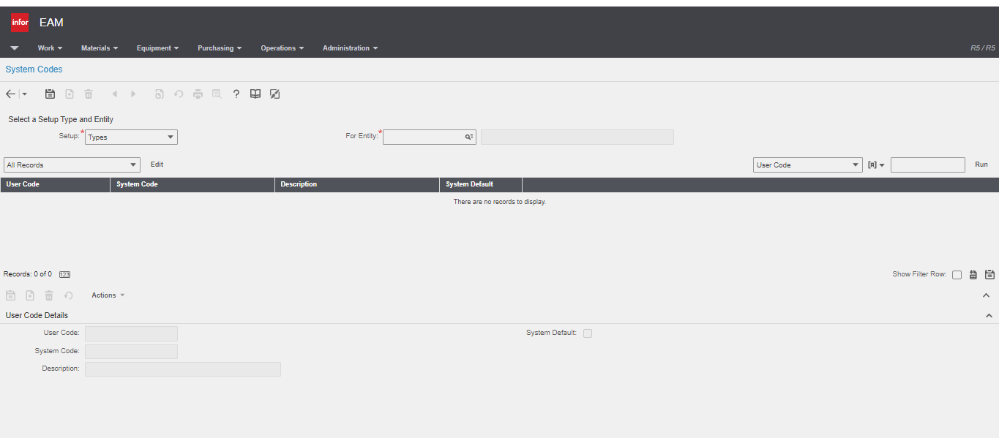 infor EAM
Work Materials Equipment Purchasing Operations Administration R5 / R5
System Codes
?
Select a Setup Type and Entity
Setup: * Types For Entity: *
All Records Edit User Code [A] Run
User Code System Code Description System Default
There are no records to display.
Records: 0 of 0 123 Show Filter Row:
Actions
User Code Details
User Code: System Default:
System Code:
Description: